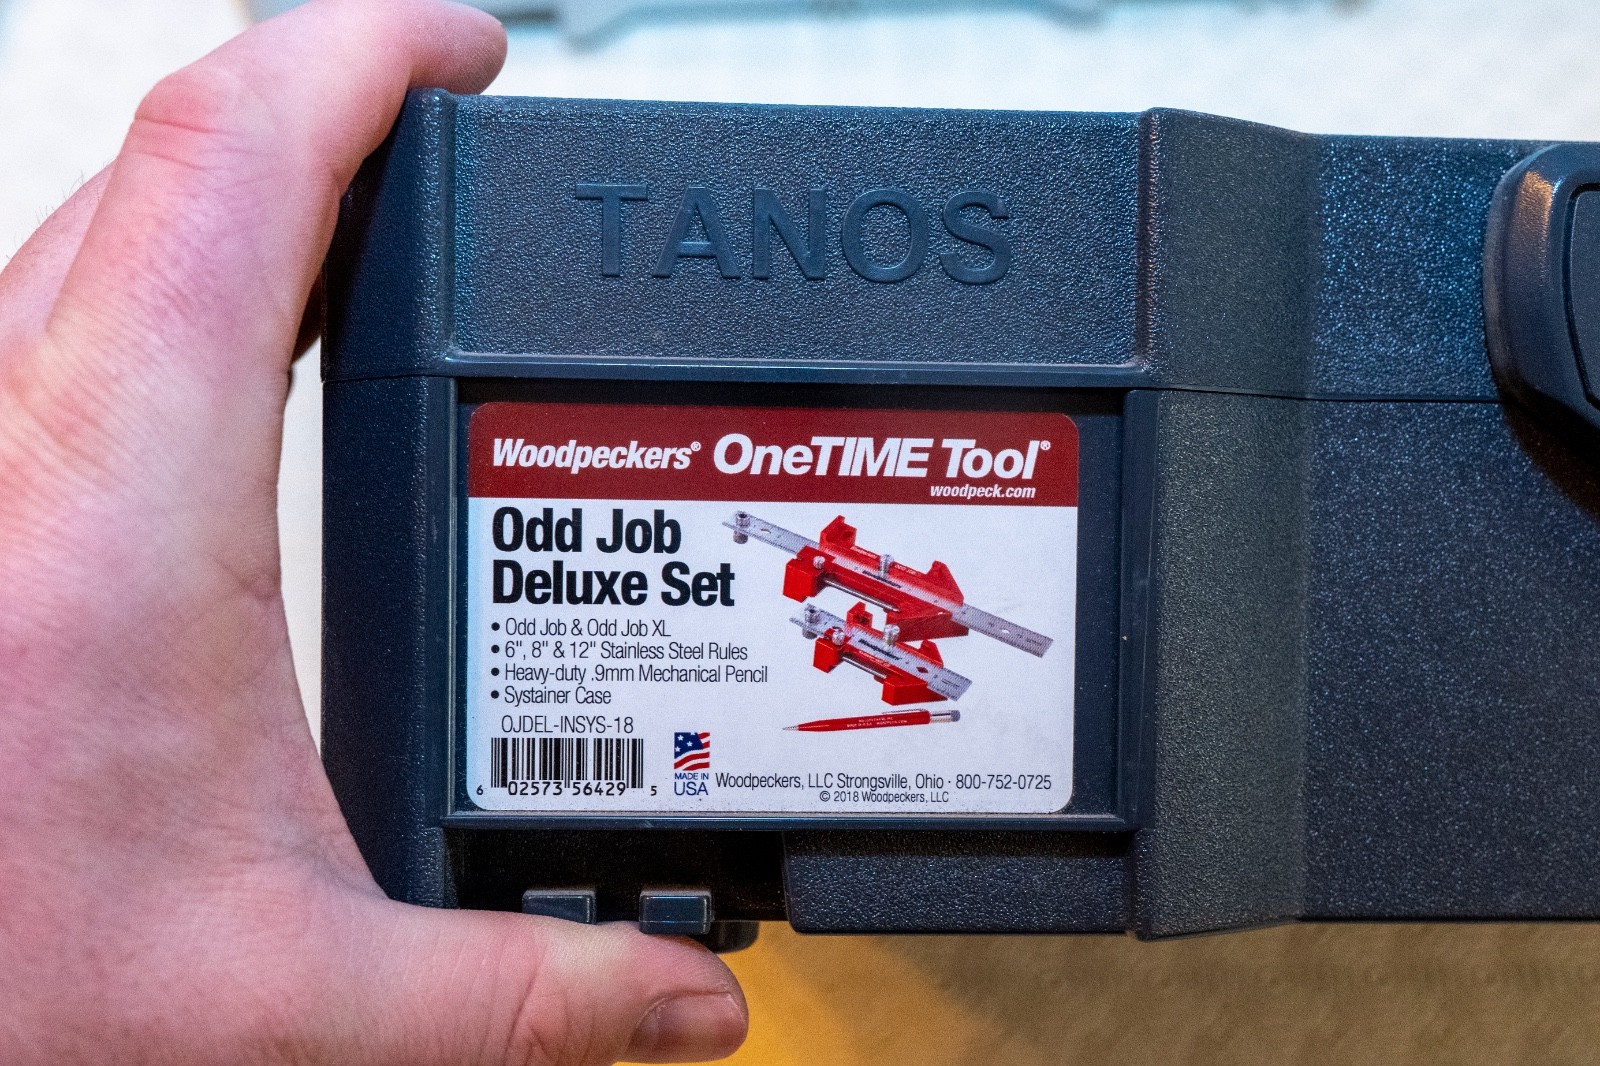 TANOS
Woodpeckers® OneTIME Tool®
woodpeck.com
Odd Job
Deluxe Set
• Odd Job & Odd Job XL
• 6", 8" & 12" Stainless Steel Rules
• Heavy-duty .9mm Mechanical Pencil
• Systainer Case
OJDEL-INSYS-18
6 02573 56429 5
MADE IN
USA
Woodpeckers, LLC Strongsville, Ohio · 800-752-0725
© 2018 Woodpeckers, LLC